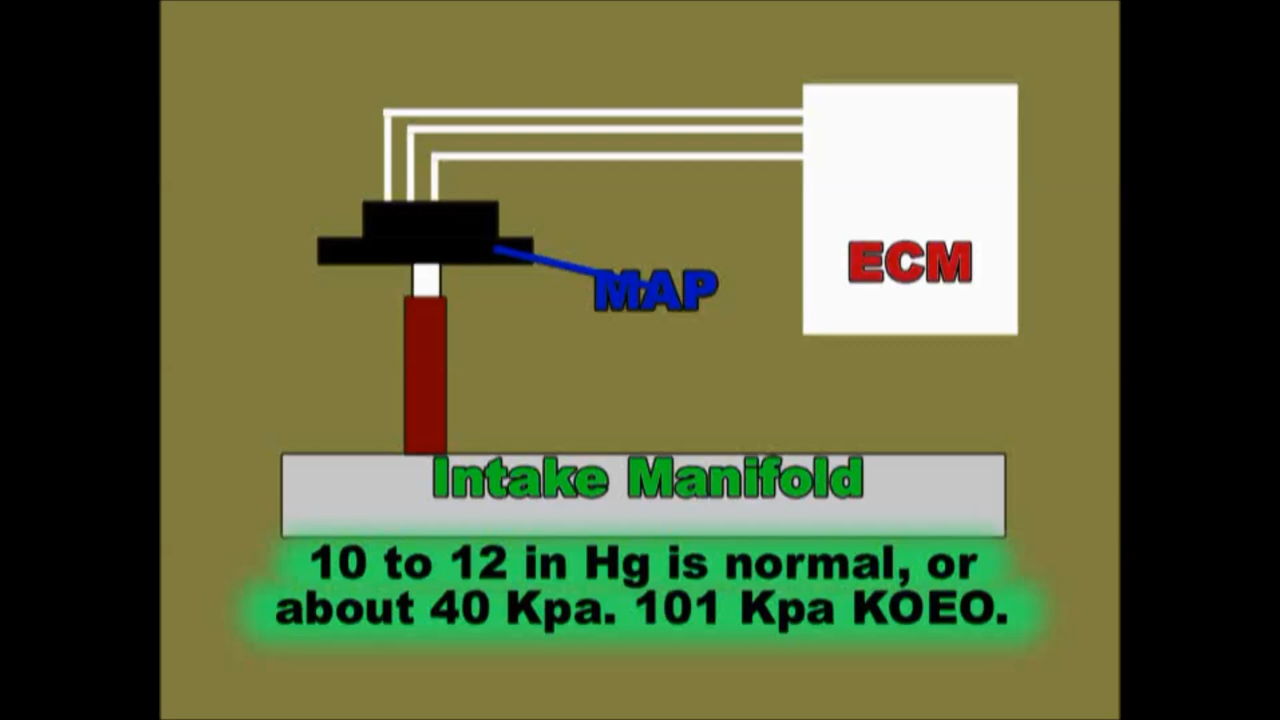 ECM
MAP
Intake Manifold
10 to 12 in Hg is normal, or
about 40 Kpa. 101 Kpa KOEO.